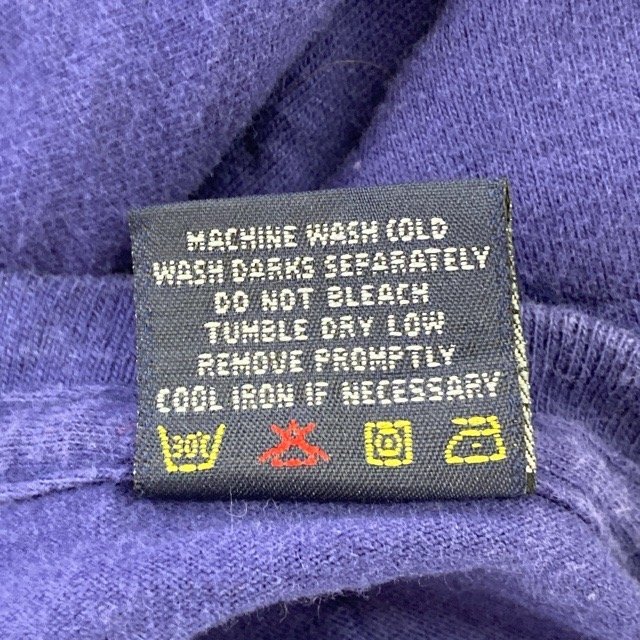 MACHINE WASH COLD
WASH DARKS SEPARATELY
DO NOT BLEACH
TUMBLE DRY LOW
REMOVE PROMPTLY
COOL IRON IF NECESSARY
30